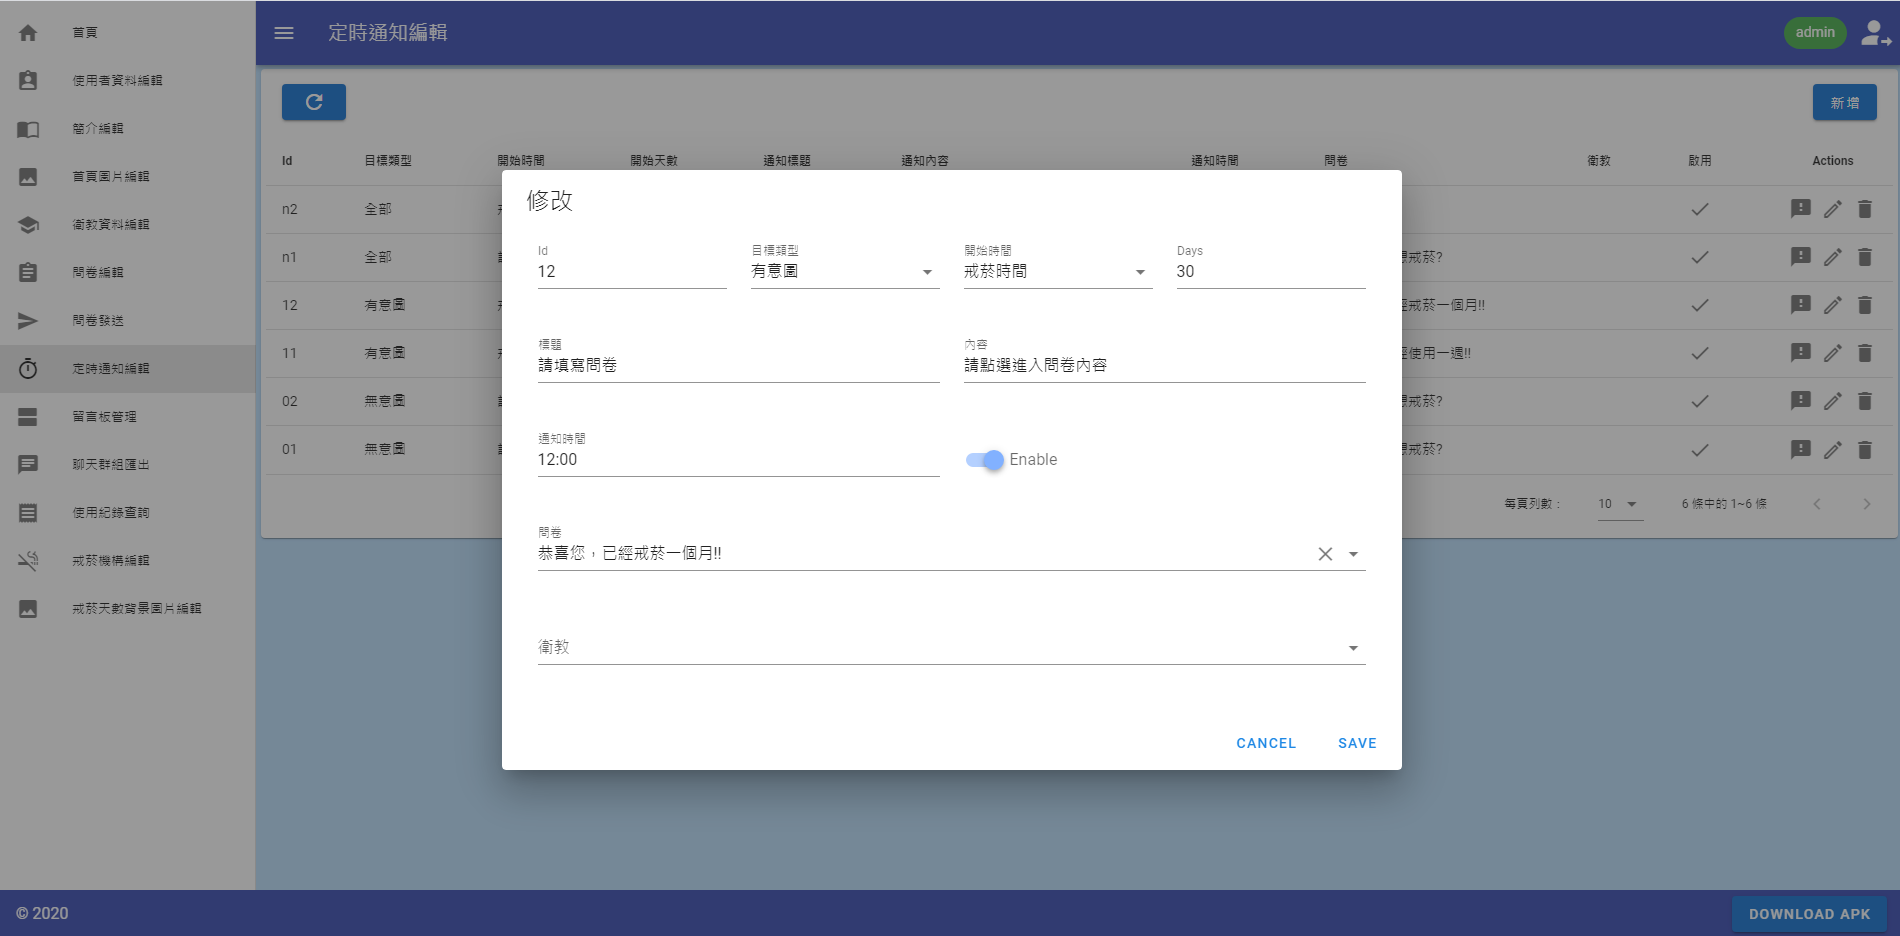 首頁
使用者資料編輯
簡介編輯
首頁圖片編輯
衛教資料編輯
問卷編輯
問卷發送
定時通知編輯
留言板管理
聊天群組匯出
使用紀錄查詢
戒菸機構編輯
戒菸天數背景圖片編輯
定時通知編輯
admin
新增
Id 目標類型 開始時間 開始天數 通知標題 通知內容 通知時間 問卷 衛教 啟用 Actions
n2 全部
n1 全部 戒菸?
12 有意圖 戒菸一個月!!
11 有意圖 使用一週!!
02 無意圖 戒菸?
01 無意圖 戒菸?
每頁列數： 10 6 條中的 1~6 條
修改
Id 目標類型 開始時間 Days
12 有意圖 戒菸時間 30
標題 內容
請填寫問卷 請點選進入問卷內容
通知時間
12:00 Enable
問卷
恭喜您，已經戒菸一個月!!
衛教
CANCEL SAVE
© 2020
DOWNLOAD APK